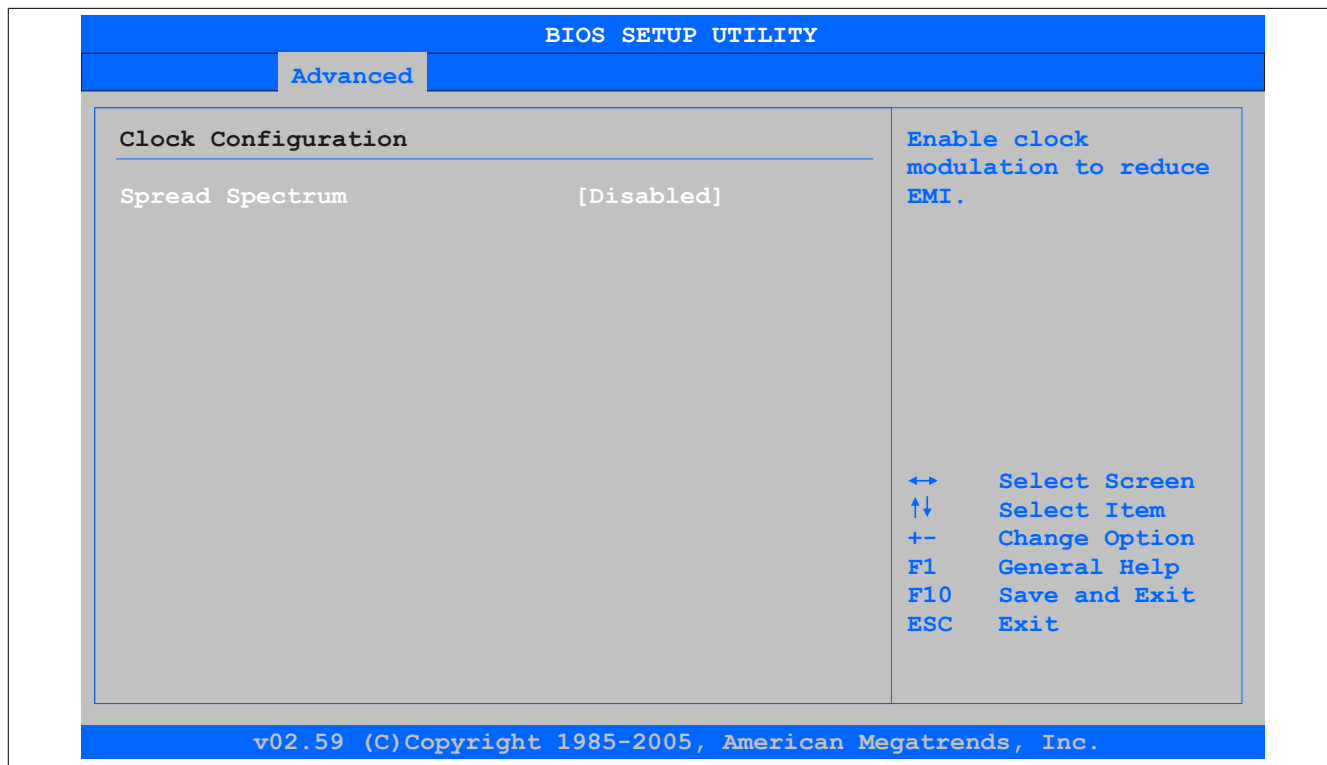 BIOS SETUP UTILITY
Advanced
Clock Configuration
Spread Spectrum [Disabled]
Enable clock
modulation to reduce
EMI.
↔ Select Screen
↑↓ Select Item
+- Change Option
F1 General Help
F10 Save and Exit
ESC Exit
v02.59 (C)Copyright 1985-2005, American Megatrends, Inc.